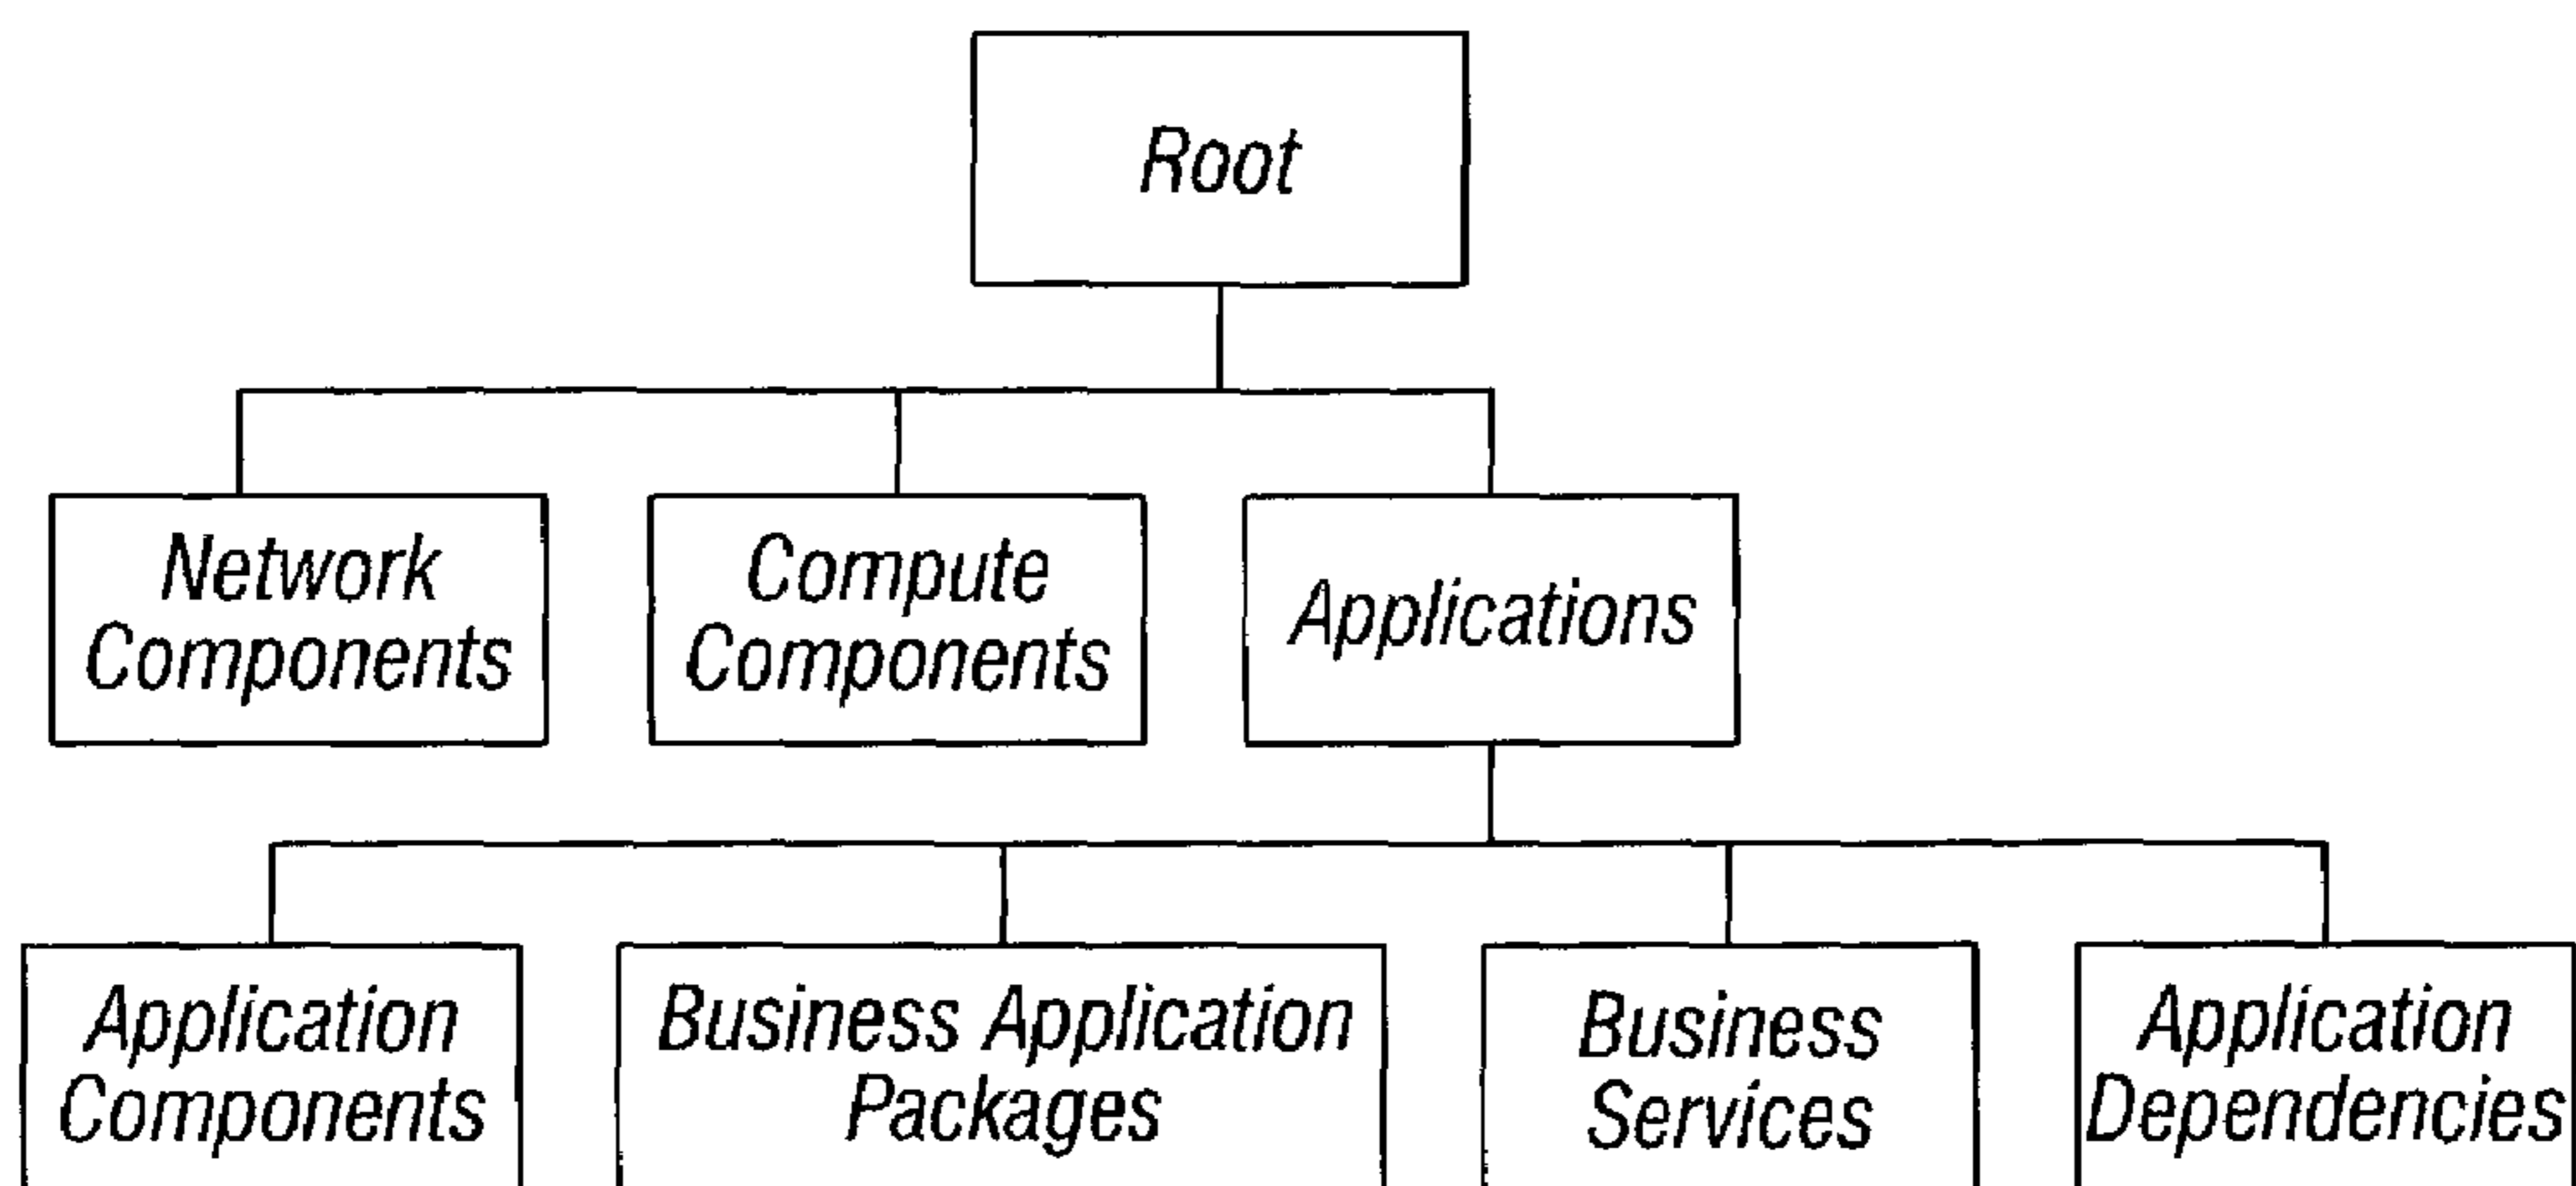 Root
Network
Components
Compute
Components
Applications
Application
Components
Business Application
Packages
Business
Services
Application
Dependencies